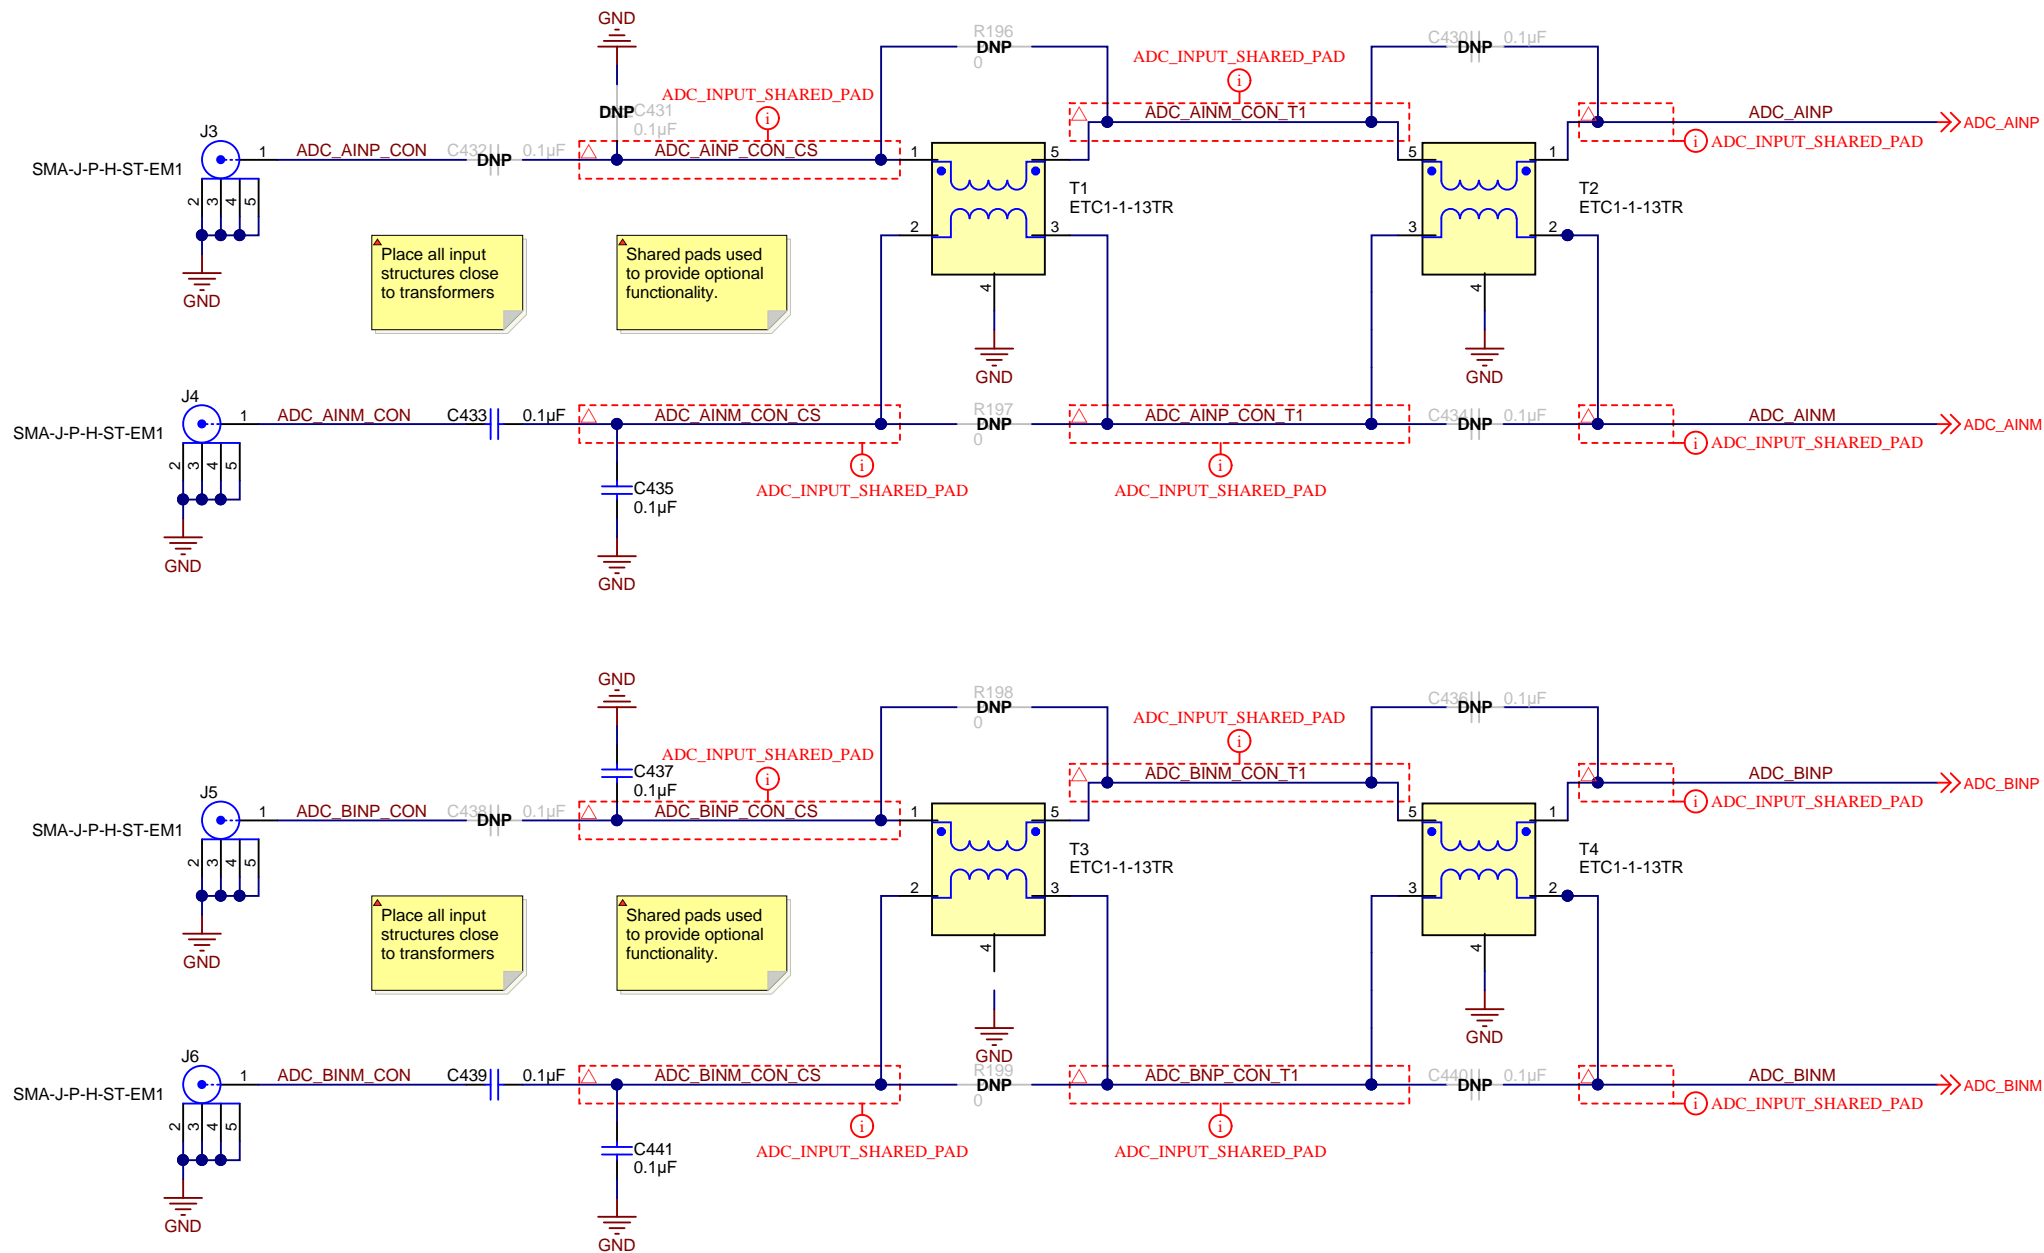 GND
R196
DNP
0
ADC_INPUT_SHARED_PAD
i
C430
DNP
0.1µF
DNP
C431
0.1µF
ADC_INPUT_SHARED_PAD
i
ADC_AINM_CON_T1
ADC_AINP
ADC_AINP
i ADC_INPUT_SHARED_PAD
J3
SMA-J-P-H-ST-EM1
1
2
3
4
5
ADC_AINP_CON
C432
DNP
0.1µF
ADC_AINP_CON_CS
1
5
2
3
4
T1
ETC1-1-13TR
5
1
3
2
4
T2
ETC1-1-13TR
GND
Place all input
structures close
to transformers
Shared pads used
to provide optional
functionality.
GND
GND
J4
SMA-J-P-H-ST-EM1
1
2
3
4
5
ADC_AINM_CON
C433
0.1µF
ADC_AINM_CON_CS
R197
DNP
0
ADC_AINP_CON_T1
C434
DNP
0.1µF
ADC_AINM
ADC_AINM
i ADC_INPUT_SHARED_PAD
i
ADC_INPUT_SHARED_PAD
i
ADC_INPUT_SHARED_PAD
C435
0.1µF
GND
GND
GND
R198
DNP
0
ADC_INPUT_SHARED_PAD
i
C436
DNP
0.1µF
C437
0.1µF
ADC_INPUT_SHARED_PAD
i
ADC_BINM_CON_T1
ADC_BINP
ADC_BINP
i ADC_INPUT_SHARED_PAD
J5
SMA-J-P-H-ST-EM1
1
2
3
4
5
ADC_BINP_CON
C438
DNP
0.1µF
ADC_BINP_CON_CS
1
5
2
3
4
T3
ETC1-1-13TR
5
1
3
2
4
T4
ETC1-1-13TR
GND
Place all input
structures close
to transformers
Shared pads used
to provide optional
functionality.
GND
GND
J6
SMA-J-P-H-ST-EM1
1
2
3
4
5
ADC_BINM_CON
C439
0.1µF
ADC_BINM_CON_CS
R199
DNP
0
ADC_BNP_CON_T1
C440
DNP
0.1µF
ADC_BINM
ADC_BINM
i ADC_INPUT_SHARED_PAD
i
ADC_INPUT_SHARED_PAD
i
ADC_INPUT_SHARED_PAD
C441
0.1µF
GND
GND